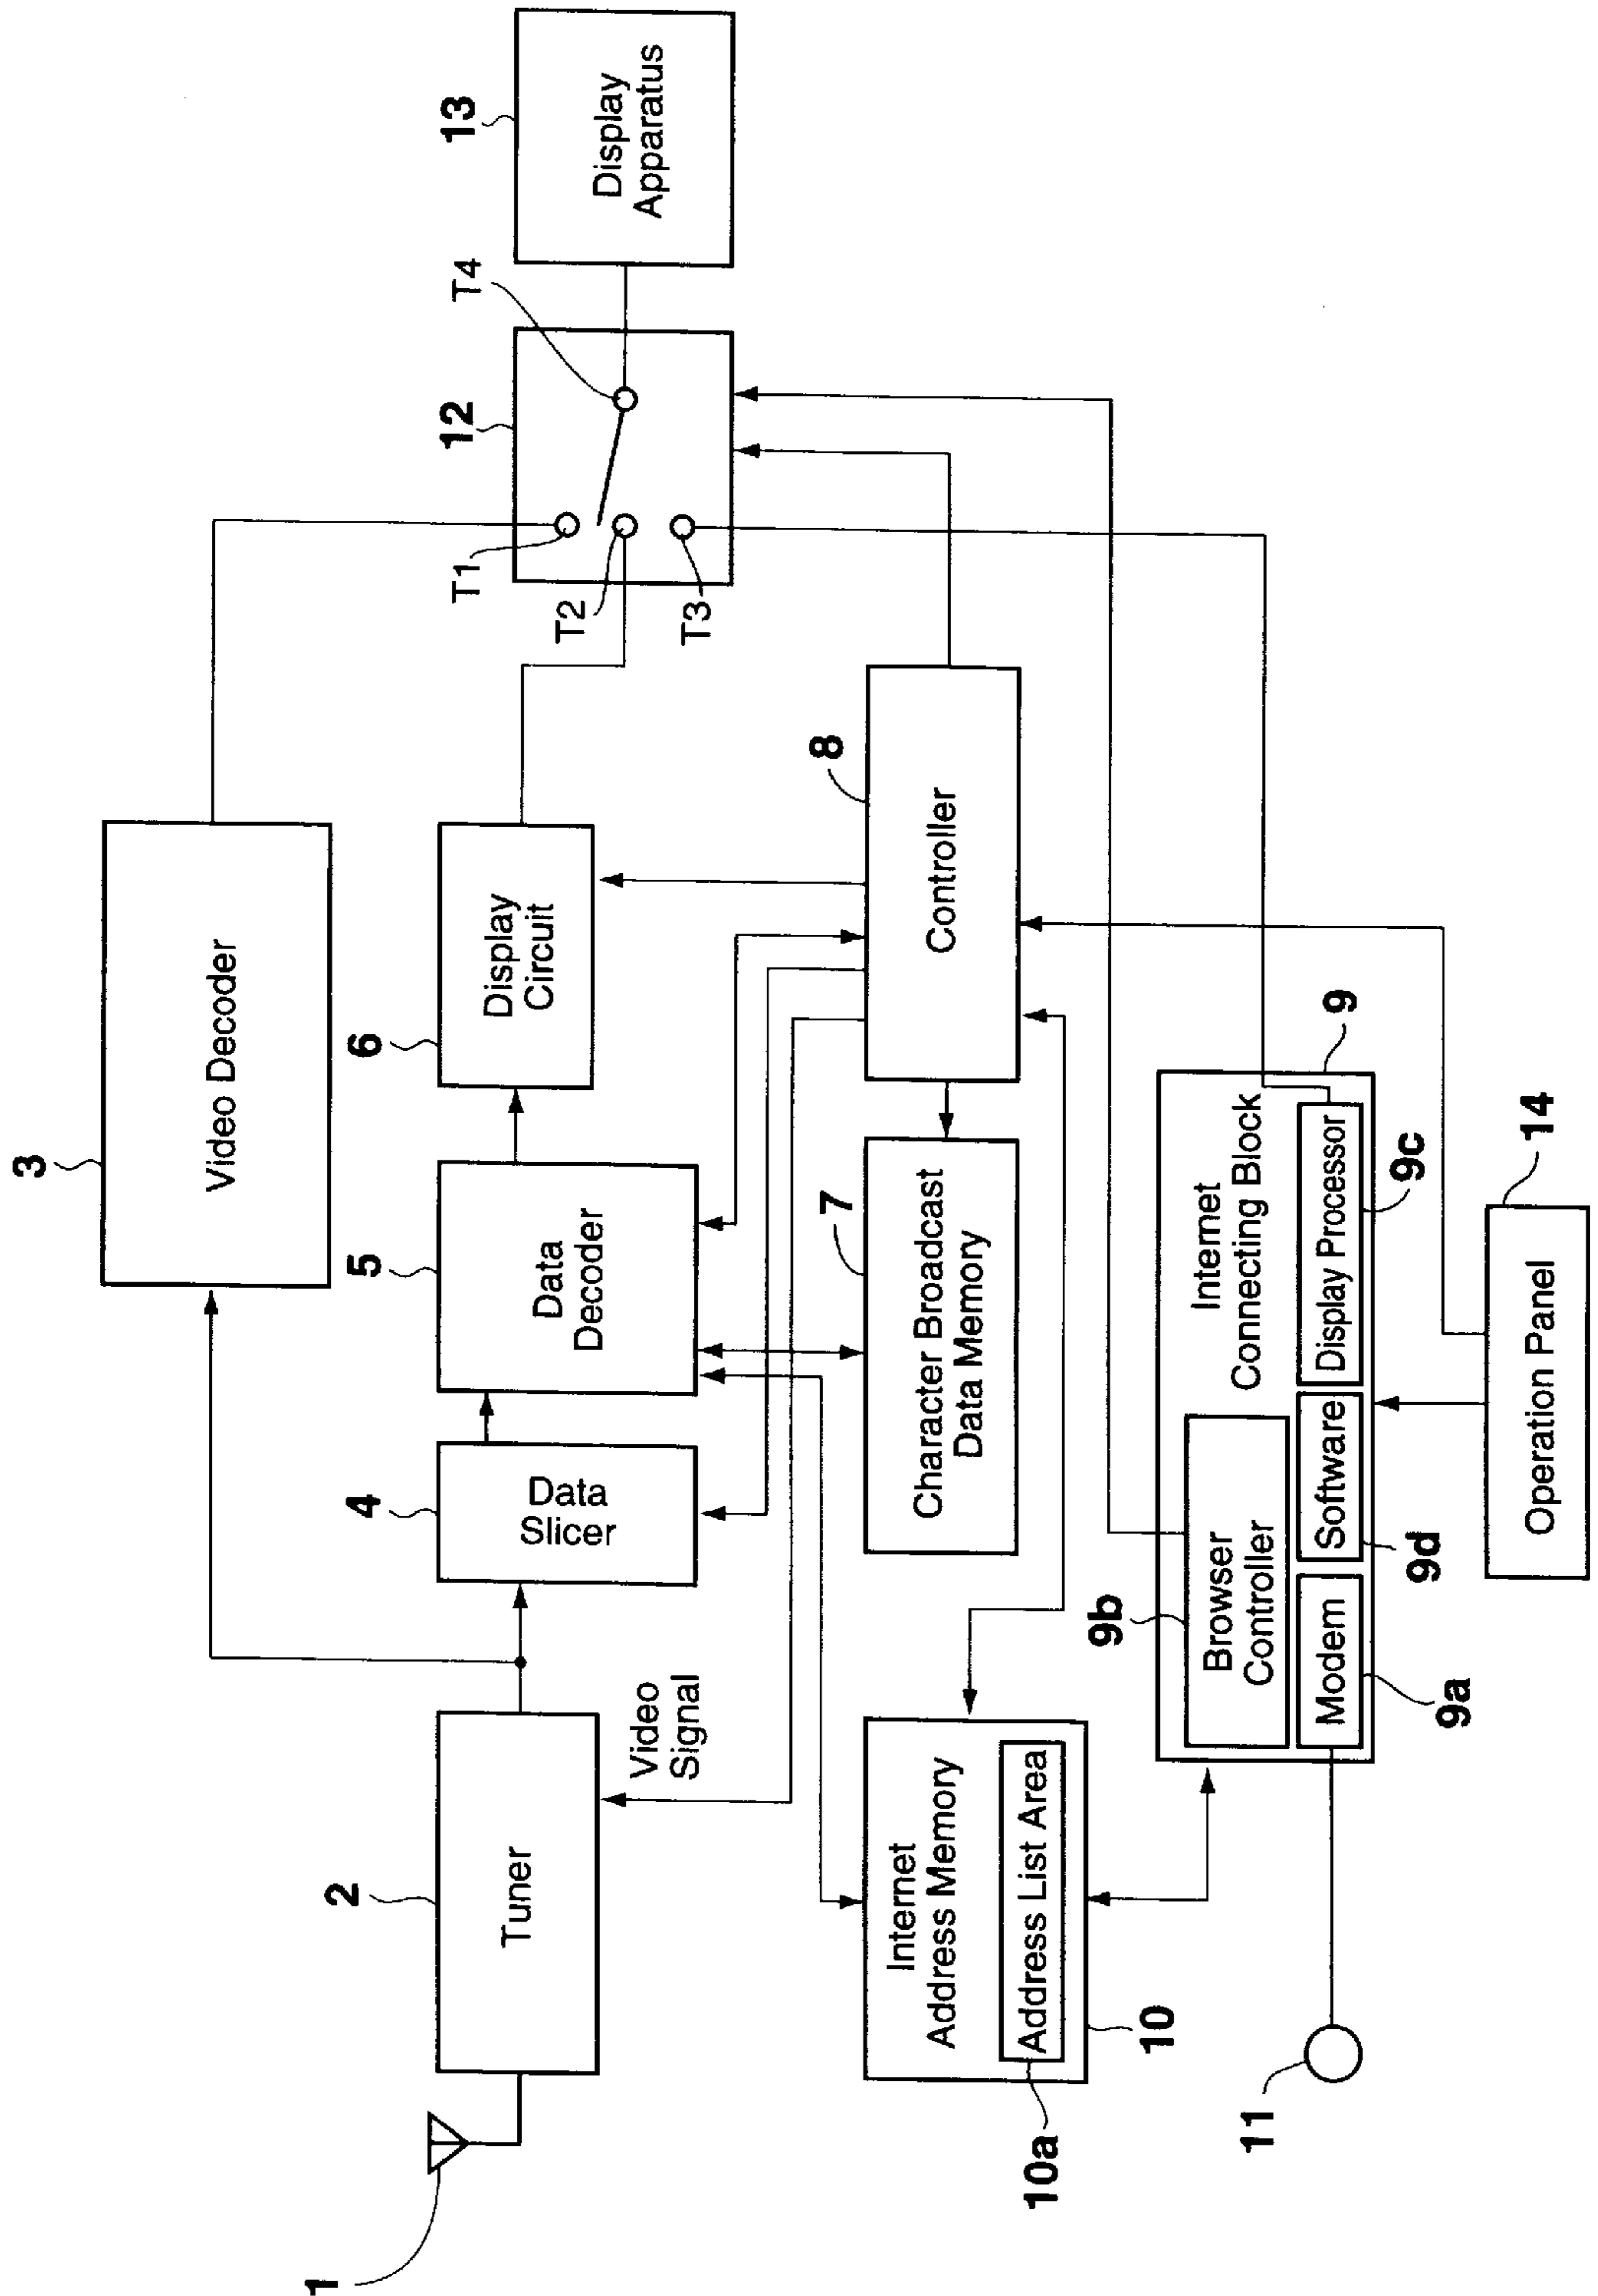 3
Video Decoder
13
Display
Apparatus
12
T4
T1
T2
T3
1
2
Tuner
Video
Signal
4
Data
Slicer
5
Data
Decoder
6
Display
Circuit
7
Character Broadcast
Data Memory
8
Controller
Internet
Address Memory
Address List Area
10a
10
9
Internet
Connecting Block
9b
Browser
Controller
Modem
Software
Display Processor
9a
9d
9c
11
14
Operation Panel